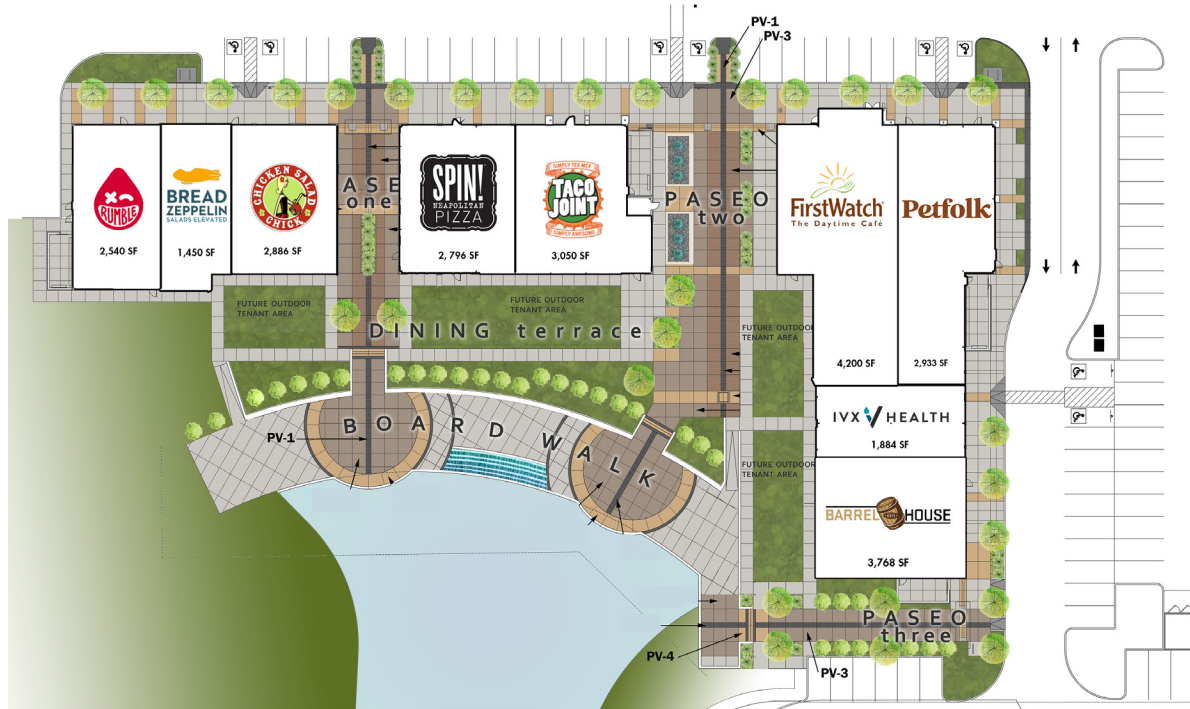 PV-1
PV-3
RUMBLE
2,540 SF
BREAD
ZEPPELIN
SALADS ELEVATED
1,450 SF
CHICKEN SALAD
CHICK
2,886 SF
ASE
one
SPIN!
NEAPOLITAN
PIZZA
2, 796 SF
SIMPLY TEX MEX
TACO
JOINT
SIMPLY AWESOME
3,050 SF
PASEO
two
FirstWatch
The Daytime Café
4,200 SF
Petfolk
2,933 SF
FUTURE OUTDOOR
TENANT AREA
FUTURE OUTDOOR
TENANT AREA
DINING terrace
FUTURE OUTDOOR
TENANT AREA
IVX HEALTH
1,884 SF
PV-1
BOARD WALK
FUTURE OUTDOOR
TENANT AREA
BARREL HOUSE
3,768 SF
PASEO
three
PV-4
PV-3